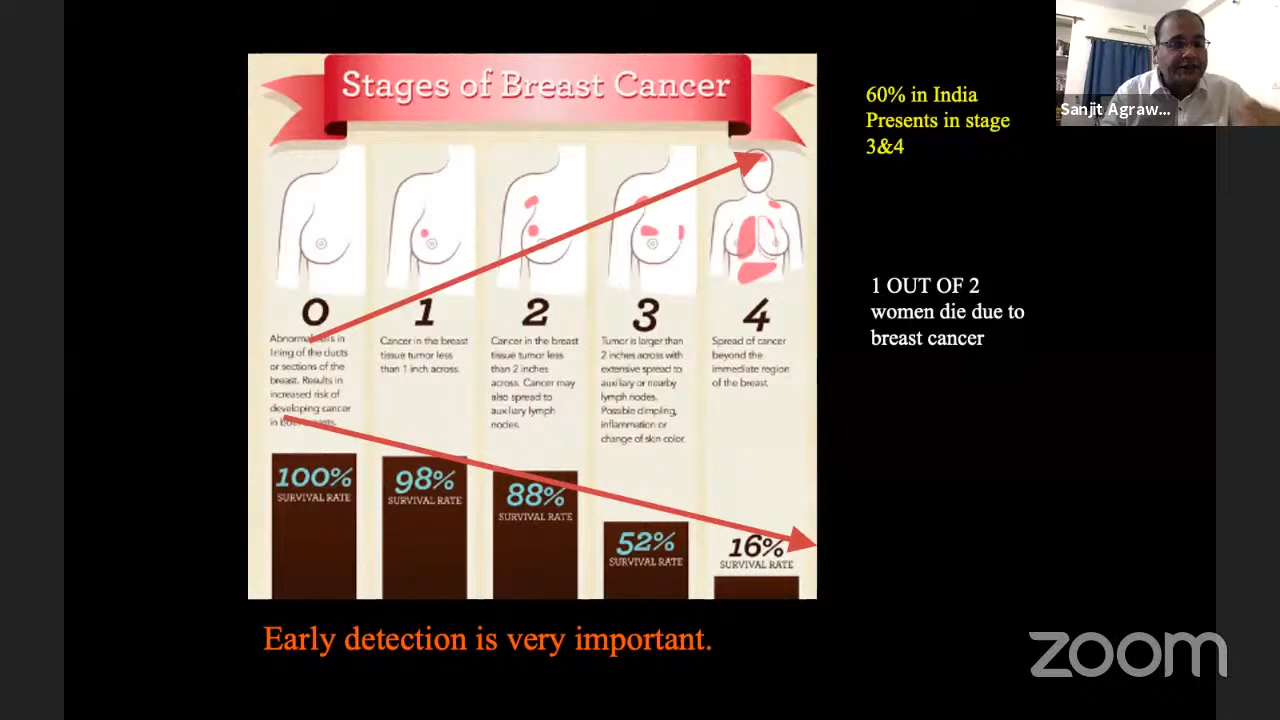 Stages of Breast Cancer
60% in India
Presents in stage
3&4
Sanjit Agraw...
1 OUT OF 2
women die due to
breast cancer
0
in
lining of the ducts
or sections of the
breast. Results in
increased risk of
developing cancer
in
100%
SURVIVAL RATE
1
Cancer in the breast
tissue tumor less
than 1 inch across.
98%
SURVIVAL RATE
2
Cancer in the breast
tissue tumor less
than 2 inches
across. Cancer may
also spread to
auxiliary lymph
nodes.
88%
SURVIVAL RATE
3
Tumor is larger than
2 inches across with
extensive spread to
auxiliary or nearby
lymph nodes.
Possible dimpling,
inflammation or
change of skin color.
52%
SURVIVAL RATE
4
Spread of cancer
beyond the
immediate region
of the breast.
16%
SURVIVAL RATE
Early detection is very important.
zoom